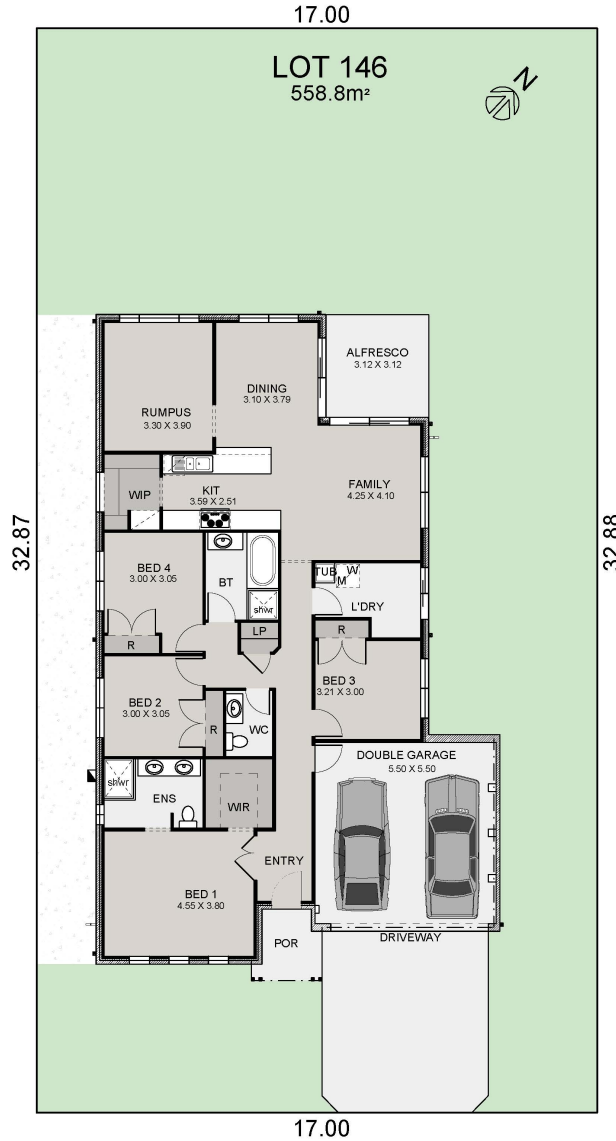 17.00
LOT 146
558.8m²
N
ALFRESCO
3.12 X 3.12
DINING
3.10 X 3.79
RUMPUS
3.30 X 3.90
FAMILY
4.25 X 4.10
WIP
KIT
3.59 X 2.51
32.87
32.88
BED 4
3.00 X 3.05
BT
shwr
TUB
W
M
L'DRY
LP
R
R
BED 3
3.21 X 3.00
BED 2
3.00 X 3.05
R
WC
DOUBLE GARAGE
5.50 X 5.50
shwr
ENS
WIR
ENTRY
BED 1
4.55 X 3.80
POR
DRIVEWAY
17.00